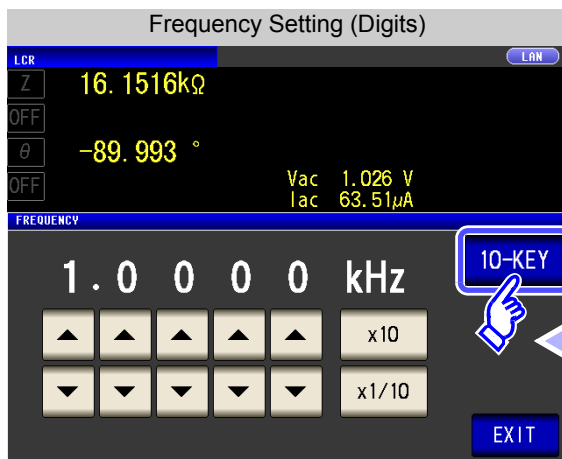 Frequency Setting (Digits)
LCR LAN
Z 16.1516kΩ
OFF
θ -89.993 °
OFF Vac 1.026 V
Iac 63.51μA
FREQUENCY
1.0000 kHz 10-KEY
x10
x1/10
EXIT